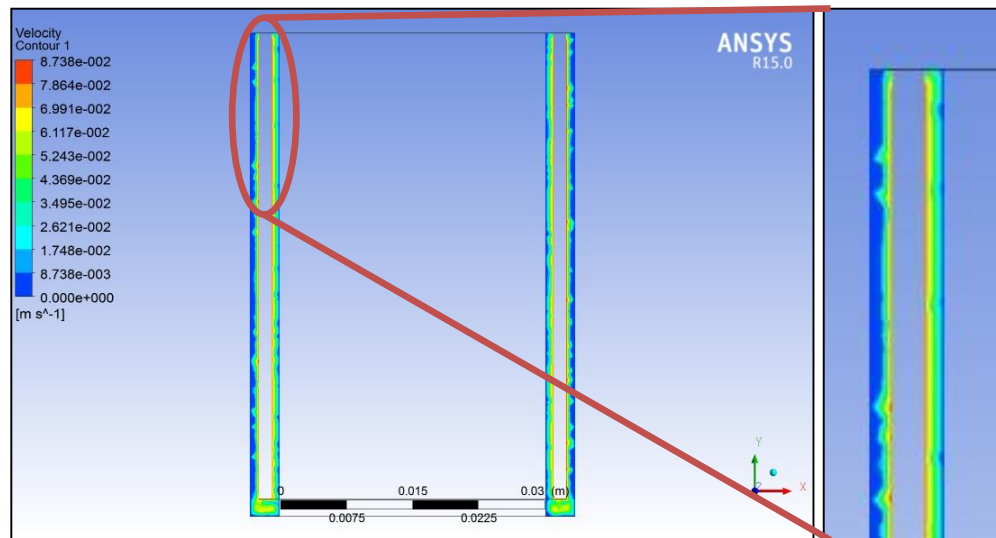 Velocity
Contour 1
8.738e-002
7.864e-002
6.991e-002
6.117e-002
5.243e-002
4.369e-002
3.495e-002
2.621e-002
1.748e-002
8.738e-003
0.000e+000
[m s^-1]
ANSYS
R15.0
Y
Z
X
0
0.015
0.03
(m)
0.0075
0.0225